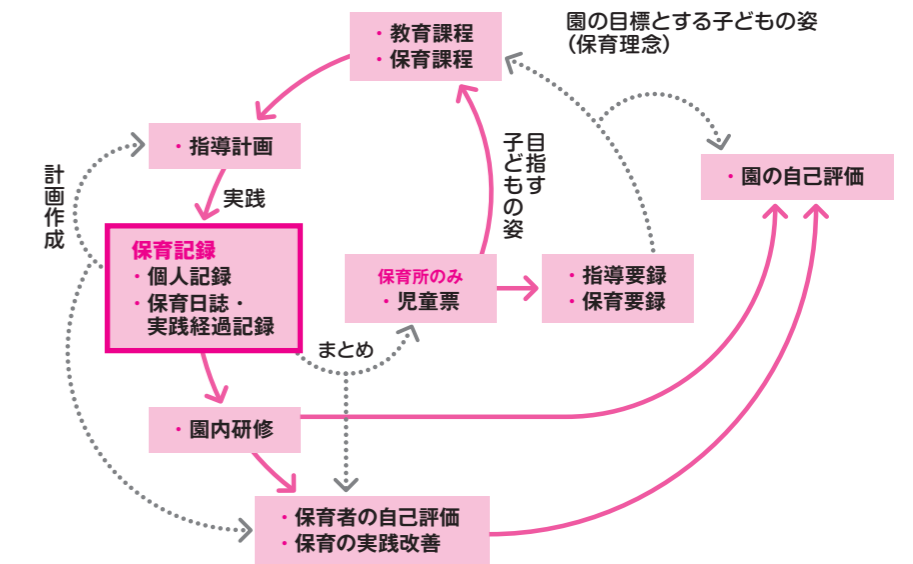 ・教育課程
・保育課程
園の目標とする子どもの姿
（保育理念）
・指導計画
・園の自己評価
計画作成
実践
目指す
子どもの姿
保育記録
・個人記録
・保育日誌・
実践経過記録
保育所のみ
・児童票
・指導要録
・保育要録
まとめ
・園内研修
・保育者の自己評価
・保育の実践改善